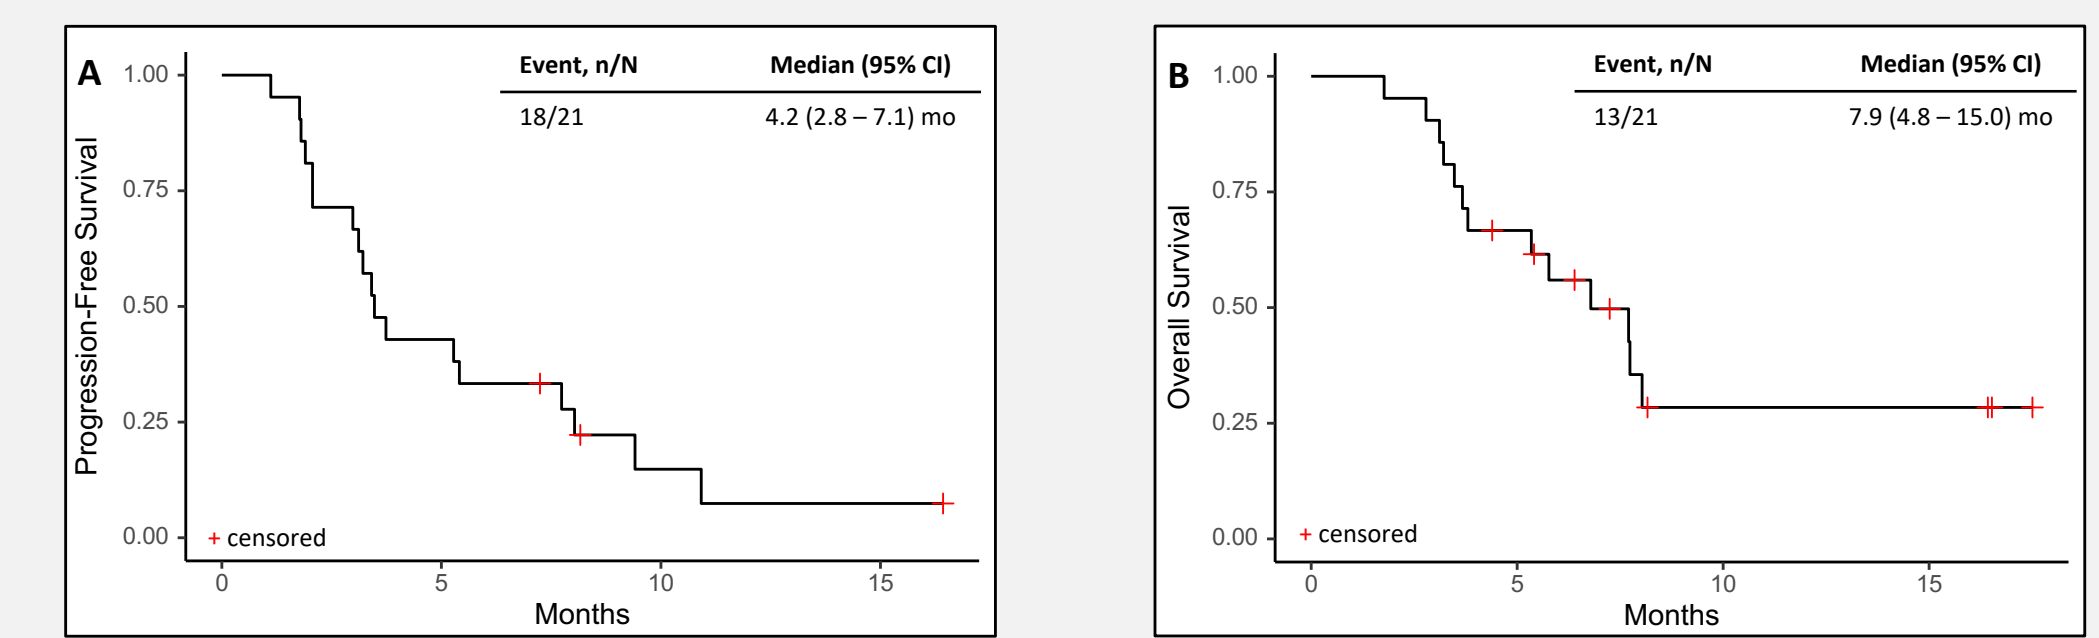 A
Event, n/N Median (95% CI)
18/21 4.2 (2.8 – 7.1) mo
Progression-Free Survival
1.00
0.75
0.50
0.25
0.00
+ censored
0 5 10 15
Months
B
Event, n/N Median (95% CI)
13/21 7.9 (4.8 – 15.0) mo
Overall Survival
1.00
0.75
0.50
0.25
0.00
+ censored
0 5 10 15
Months